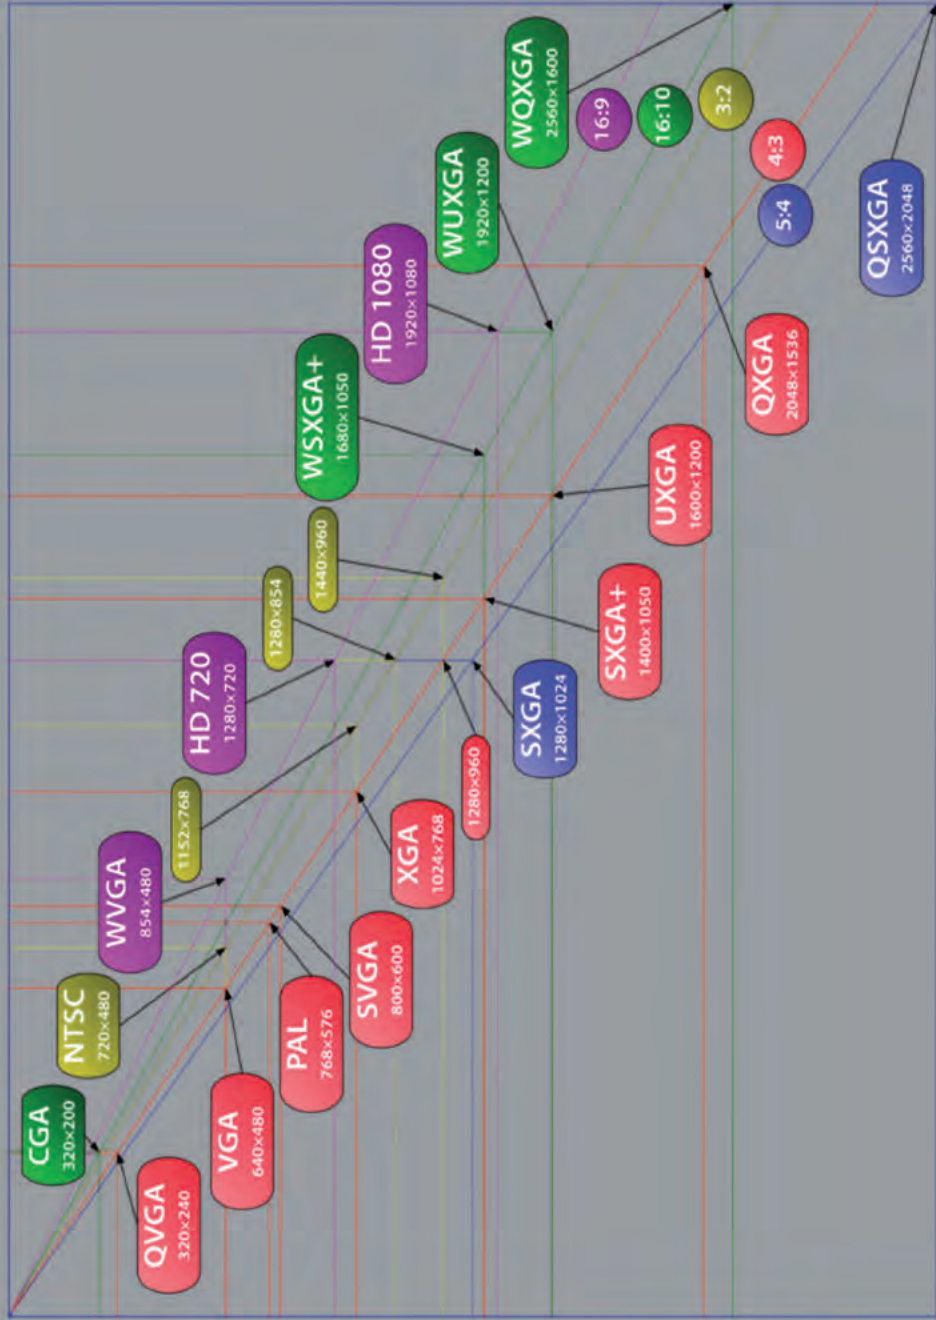 CGA
320×200
QVGA
320×240
NTSC
720×480
VGA
640×480
WVGA
854×480
PAL
768×576
SVGA
800×600
1152×768
XGA
1024×768
HD 720
1280×720
1280×854
1280×960
SXGA
1280×1024
1440×960
SXGA+
1400×1050
WSXGA+
1680×1050
UXGA
1600×1200
HD 1080
1920×1080
WUXGA
1920×1200
QXGA
2048×1536
WQXGA
2560×1600
QSXGA
2560×2048
16:9
16:10
3:2
4:3
5:4